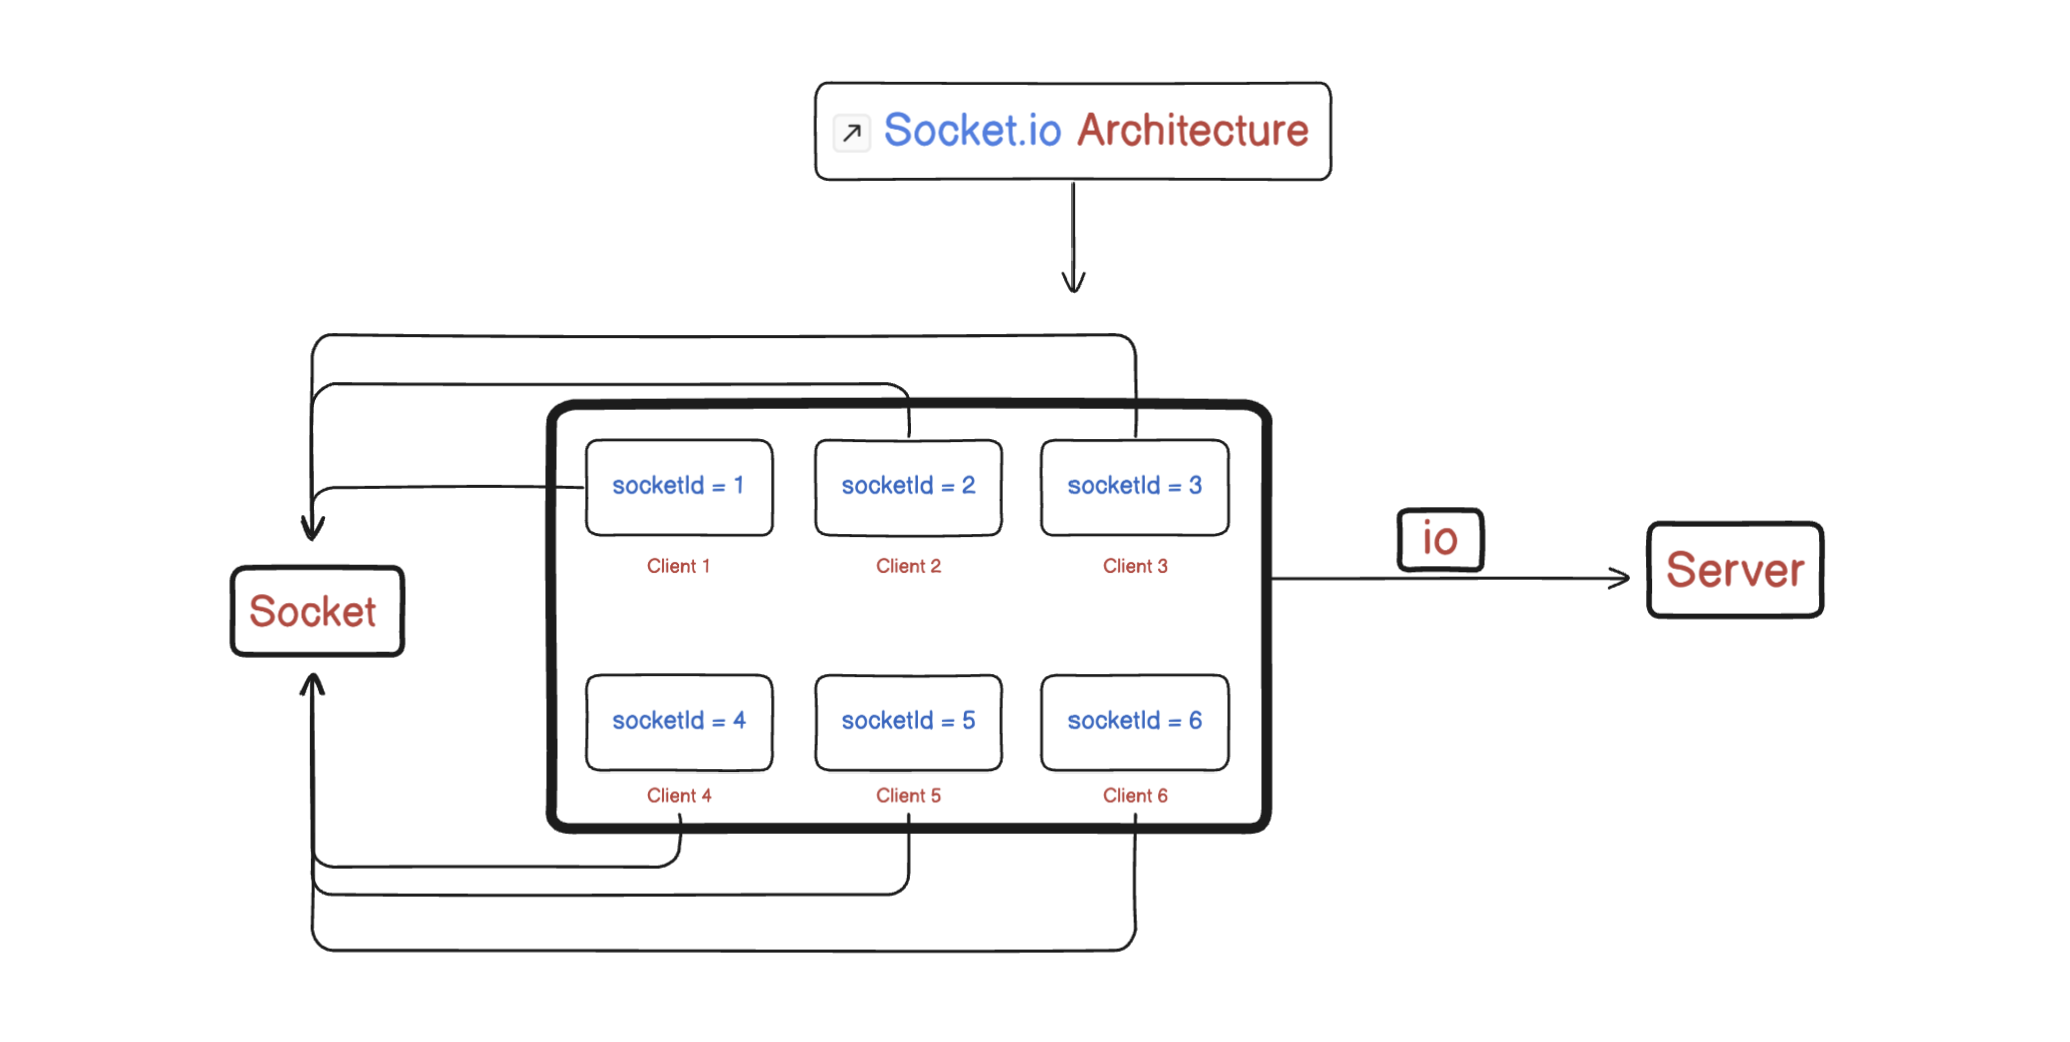 Socket.io Architecture
socketId = 1
socketId = 2
socketId = 3
Client 1
Client 2
Client 3
io
Server
Socket
socketId = 4
socketId = 5
socketId = 6
Client 4
Client 5
Client 6